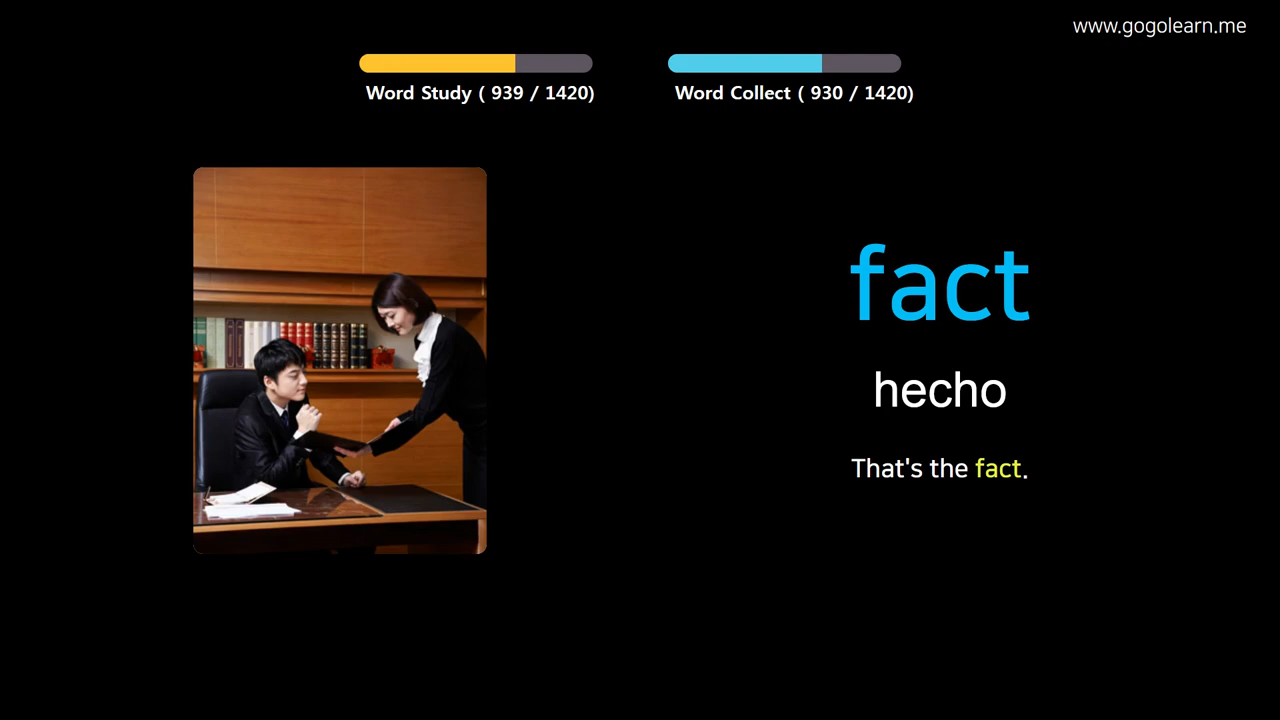 www.gogolearn.me
Word Study ( 939 / 1420)
Word Collect ( 930 / 1420)
fact
hecho
That's the fact.